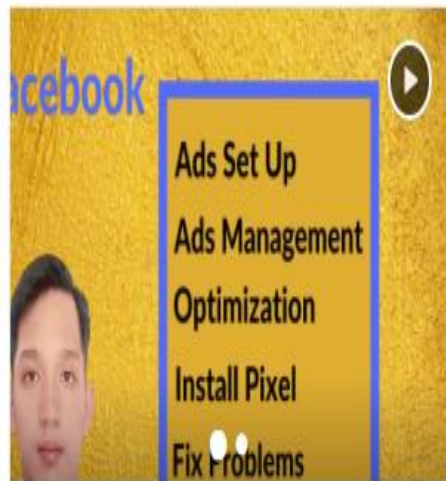 acebook
Ads Set Up
Ads Management
Optimization
Install Pixel
Fix Problems